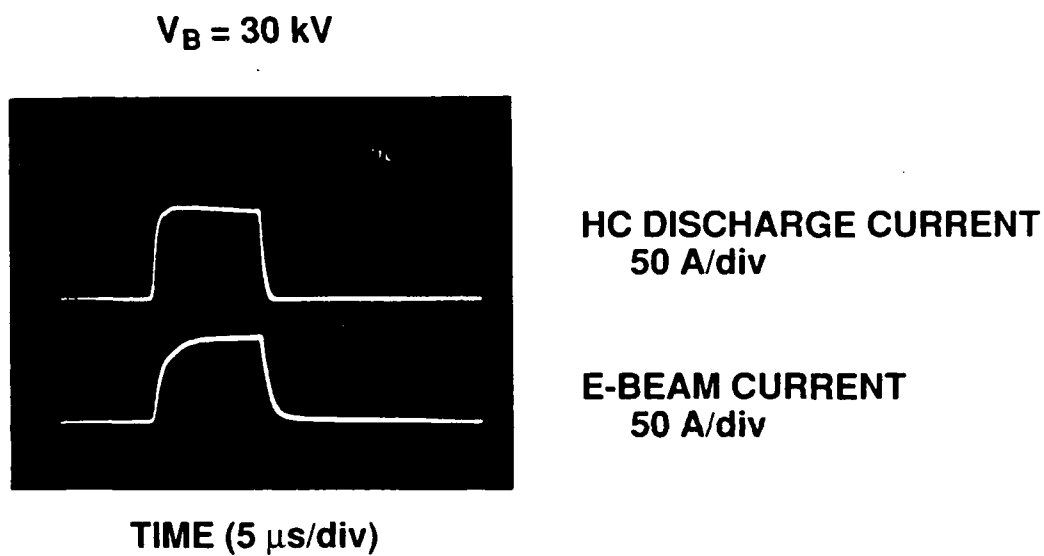 V_B = 30 kV
HC DISCHARGE CURRENT
50 A/div
E-BEAM CURRENT
50 A/div
TIME (5 μs/div)